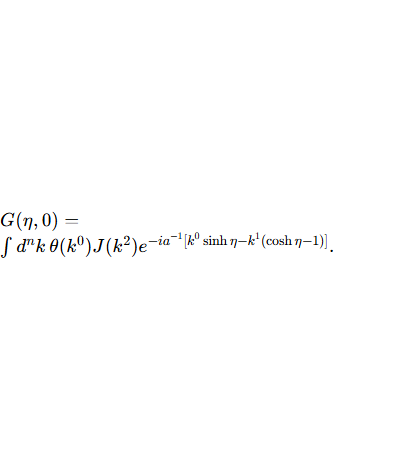 G(η, 0) =
∫ dⁿk θ(k⁰)J(k²)e^{−ia⁻¹[k⁰ sinh η−k¹(cosh η−1)]}.